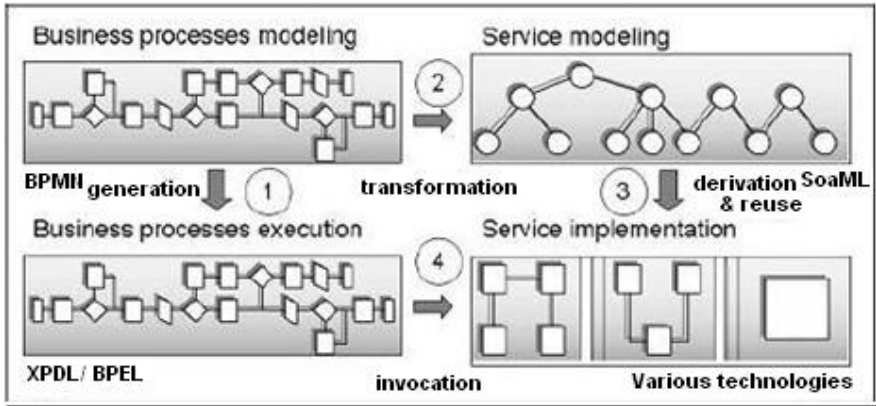 Business processes modeling
Service modeling
2
BPMN
generation
1
transformation
3
derivation
& reuse
SoaML
Business processes execution
Service implementation
4
XPDL/ BPEL
invocation
Various technologies